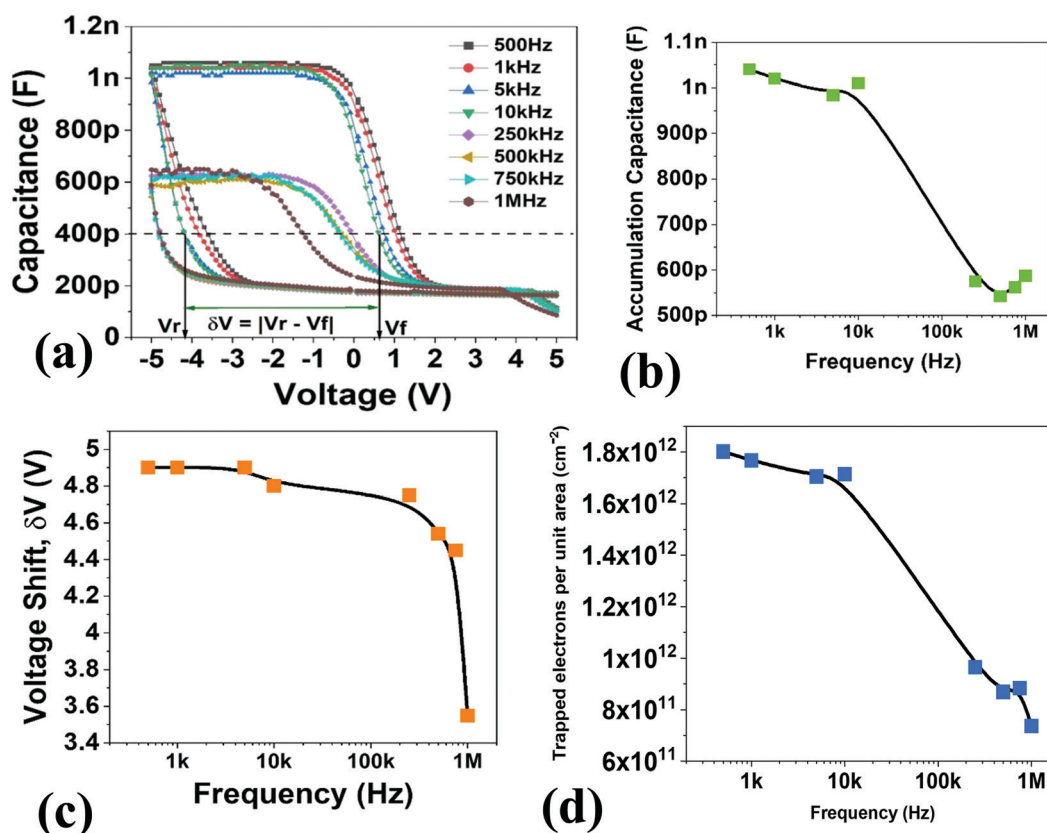 1.2n
1n
800p
600p
400p
200p
0
Capacitance (F)
500Hz
1kHz
5kHz
10kHz
250kHz
500kHz
750kHz
1MHz
Vr
δV = |Vr - Vf|
Vf
-5 -4 -3 -2 -1 0 1 2 3 4 5
Voltage (V)
(a)
1.1n
1n
900p
800p
700p
600p
500p
Accumulation Capacitance (F)
1k 10k 100k 1M
Frequency (Hz)
(b)
5
4.8
4.6
4.4
4.2
4
3.8
3.6
3.4
Voltage Shift, δV (V)
1k 10k 100k 1M
Frequency (Hz)
(c)
1.8x10¹²
1.6x10¹²
1.4x10¹²
1.2x10¹²
1x10¹²
8x10¹¹
6x10¹¹
Trapped electrons per unit area (cm⁻²)
1k 10k 100k 1M
Frequency (Hz)
(d)